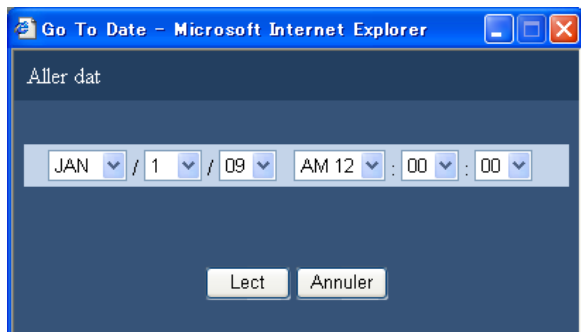 Go To Date - Microsoft Internet Explorer
Aller dat
JAN / 1 / 09 AM 12 : 00 : 00
Lect Annuler